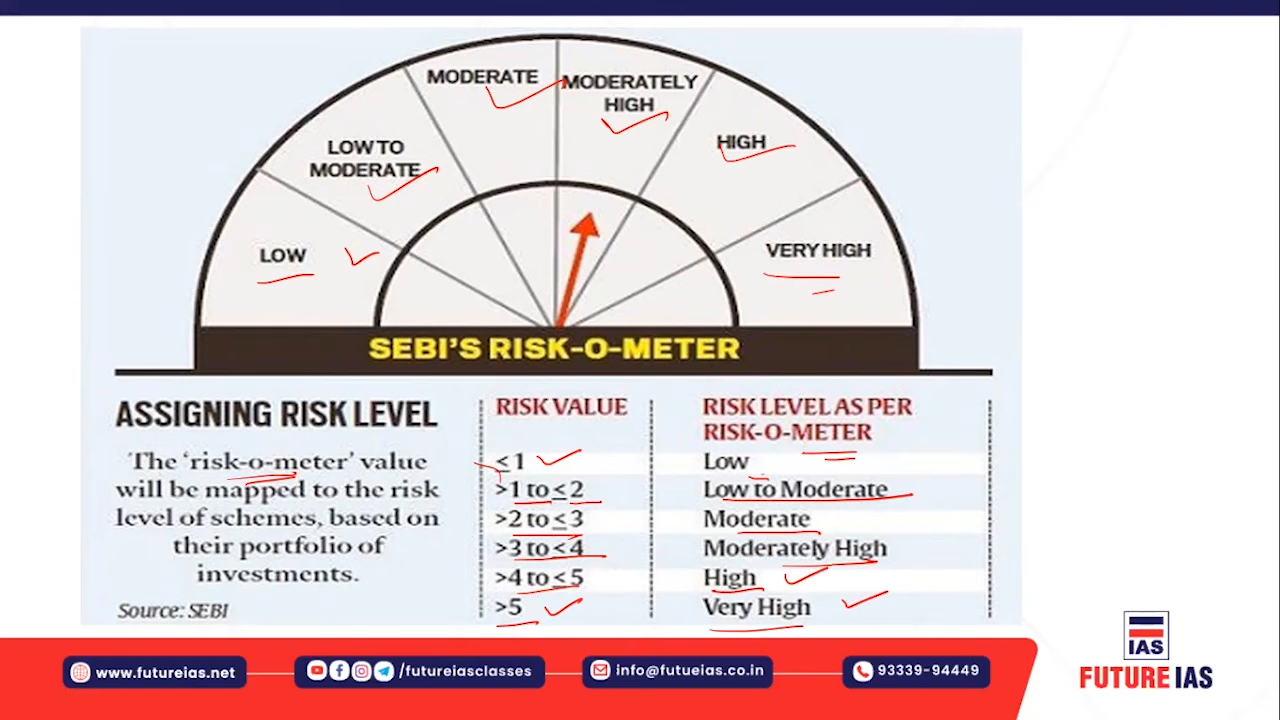 MODERATE
MODERATELY
HIGH
LOW TO
MODERATE
HIGH
LOW
VERY HIGH
SEBI'S RISK-O-METER
ASSIGNING RISK LEVEL
The 'risk-o-meter' value
will be mapped to the risk
level of schemes, based on
their portfolio of
investments.
Source: SEBI
RISK VALUE
RISK LEVEL AS PER
RISK-O-METER
≤1 Low
>1 to ≤2 Low to Moderate
>2 to ≤3 Moderate
>3 to ≤4 Moderately High
>4 to ≤5 High
>5 Very High
www.futureias.net
/futureiasclasses
info@futueias.co.in
93339-94449
IAS
FUTURE IAS